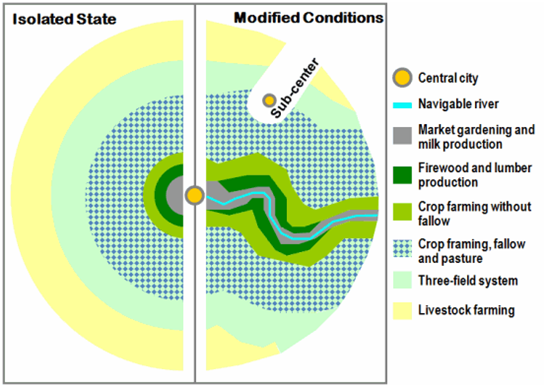 Isolated State
Modified Conditions
Sub-center
Central city
Navigable river
Market gardening and
milk production
Firewood and lumber
production
Crop farming without
fallow
Crop framing, fallow
and pasture
Three-field system
Livestock farming